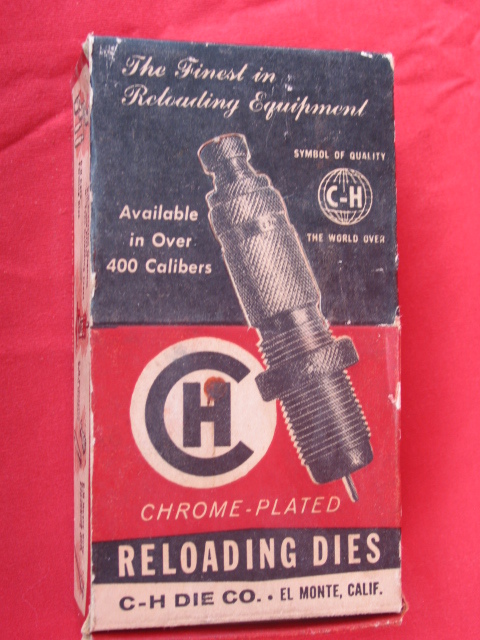 The Finest in
Reloading Equipment
SYMBOL OF QUALITY
C-H
THE WORLD OVER
Available
in Over
400 Calibers
CH
CHROME-PLATED
RELOADING DIES
C-H DIE CO. • EL MONTE, CALIF.